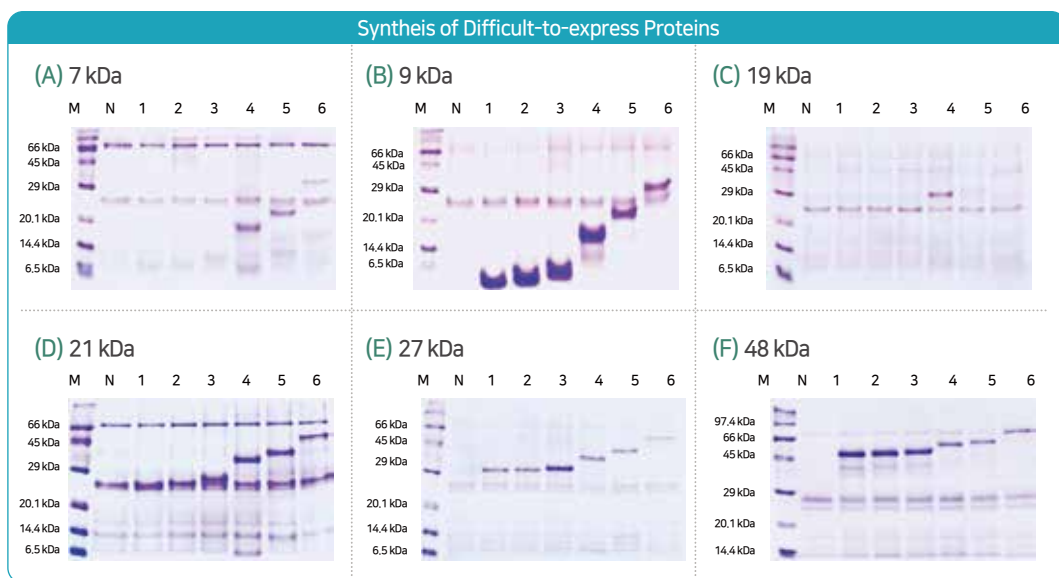 Syntheis of Difficult-to-express Proteins
(A) 7 kDa
M N 1 2 3 4 5 6
66 kDa
45 kDa
29 kDa
20.1 kDa
14.4 kDa
6.5 kDa
(B) 9 kDa
M N 1 2 3 4 5 6
66 kDa
45 kDa
29 kDa
20.1 kDa
14.4 kDa
6.5 kDa
(C) 19 kDa
M N 1 2 3 4 5 6
66 kDa
45 kDa
29 kDa
20.1 kDa
14.4 kDa
6.5 kDa
(D) 21 kDa
M N 1 2 3 4 5 6
66 kDa
45 kDa
29 kDa
20.1 kDa
14.4 kDa
6.5 kDa
(E) 27 kDa
M N 1 2 3 4 5 6
66 kDa
45 kDa
29 kDa
20.1 kDa
14.4 kDa
6.5 kDa
(F) 48 kDa
M N 1 2 3 4 5 6
97.4 kDa
66 kDa
45 kDa
29 kDa
20.1 kDa
14.4 kDa